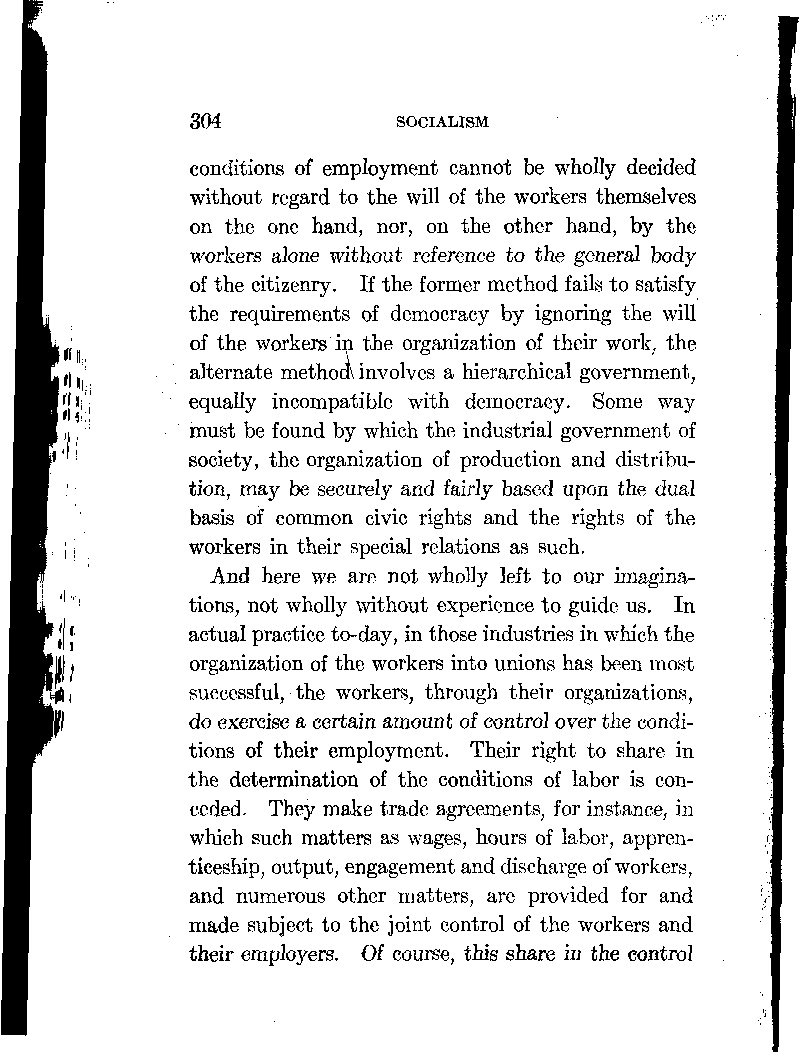 304 SOCIALISM
conditions of employment cannot be wholly decided
without regard to the will of the workers themselves
on the one hand, nor, on the other hand, by the
workers alone without reference to the general body
of the citizenry. If the former method fails to satisfy
the requirements of democracy by ignoring the will
of the workers in the organization of their work, the
alternate method involves a hierarchical government,
equally incompatible with democracy. Some way
must be found by which the industrial government of
society, the organization of production and distribu-
tion, may be securely and fairly based upon the dual
basis of common civic rights and the rights of the
workers in their special relations as such.
And here we are not wholly left to our imagina-
tions, not wholly without experience to guide us. In
actual practice to-day, in those industries in which the
organization of the workers into unions has been most
successful, the workers, through their organizations,
do exercise a certain amount of control over the condi-
tions of their employment. Their right to share in
the determination of the conditions of labor is con-
ceded. They make trade agreements, for instance, in
which such matters as wages, hours of labor, appren-
ticeship, output, engagement and discharge of workers,
and numerous other matters, are provided for and
made subject to the joint control of the workers and
their employers. Of course, this share in the control